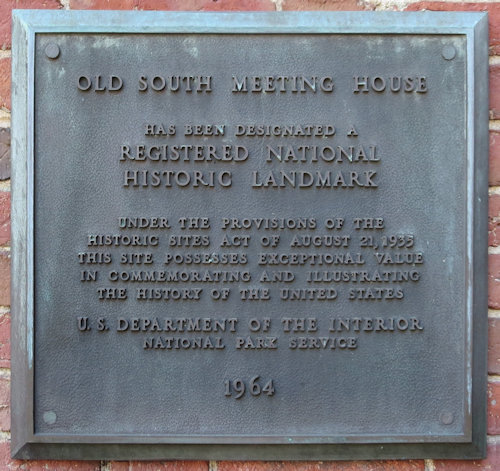 OLD SOUTH MEETING HOUSE
HAS BEEN DESIGNATED A
REGISTERED NATIONAL
HISTORIC LANDMARK
UNDER THE PROVISIONS OF THE
HISTORIC SITES ACT OF AUGUST 21, 1935
THIS SITE POSSESSES EXCEPTIONAL VALUE
IN COMMEMORATING AND ILLUSTRATING
THE HISTORY OF THE UNITED STATES
U. S. DEPARTMENT OF THE INTERIOR
NATIONAL PARK SERVICE
1964